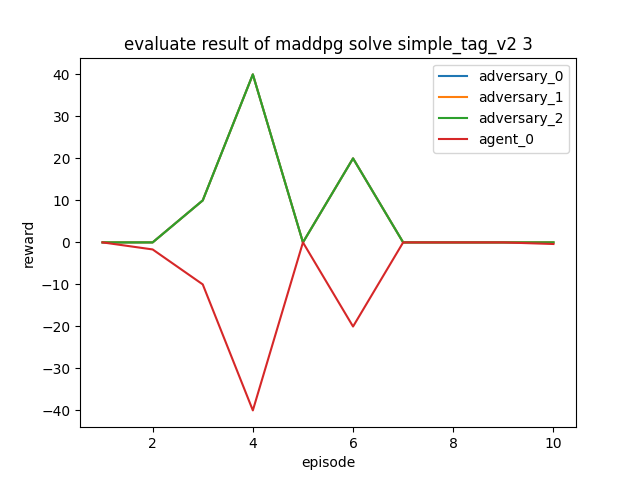 evaluate result of maddpg solve simple_tag_v2 3
40
30
20
10
0
−10
−20
−30
−40
reward
adversary_0
adversary_1
adversary_2
agent_0
2
4
6
8
10
episode